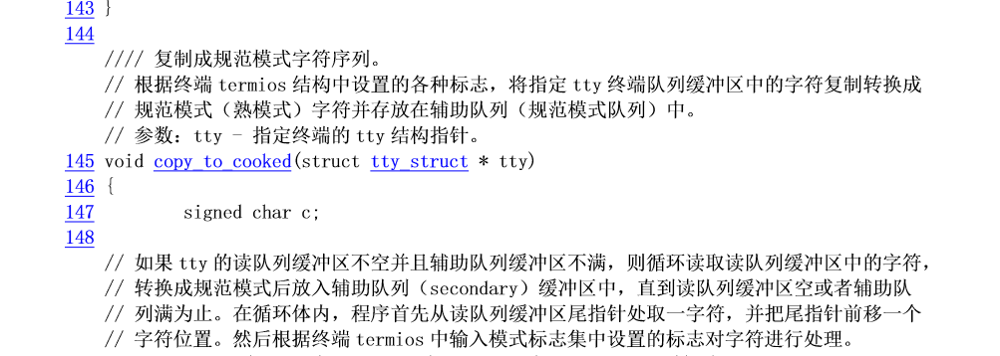 143 }
144
//// 复制成规范模式字符序列。
// 根据终端 termios 结构中设置的各种标志，将指定 tty 终端队列缓冲区中的字符复制转换成
// 规范模式（熟模式）字符并存放在辅助队列（规范模式队列）中。
// 参数：tty - 指定终端的 tty 结构指针。
145 void copy_to_cooked(struct tty_struct * tty)
146 {
147 signed char c;
148
// 如果 tty 的读队列缓冲区不空并且辅助队列缓冲区不满，则循环读取读队列缓冲区中的字符，
// 转换成规范模式后放入辅助队列（secondary）缓冲区中，直到读队列缓冲区空或者辅助队
// 列满为止。在循环体内，程序首先从读队列缓冲区尾指针处取一字符，并把尾指针前移一个
// 字符位置。然后根据终端 termios 中输入模式标志集中设置的标志对字符进行处理。